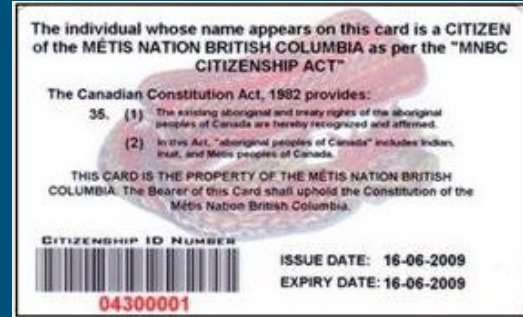 The individual whose name appears on this card is a CITIZEN
of the MÉTIS NATION BRITISH COLUMBIA as per the "MNBC
CITIZENSHIP ACT"
The Canadian Constitution Act, 1982 provides:
35. (1) The existing aboriginal and treaty rights of the aboriginal
peoples of Canada are hereby recognized and affirmed.
(2) In this Act, "aboriginal peoples of Canada" includes Indian,
Inuit, and Métis peoples of Canada.
THIS CARD IS THE PROPERTY OF THE MÉTIS NATION BRITISH
COLUMBIA. The Bearer of this Card shall uphold the Constitution of the
Métis Nation British Columbia.
CITIZENSHIP ID NUMBER
04300001
ISSUE DATE: 16-06-2009
EXPIRY DATE: 16-06-2009